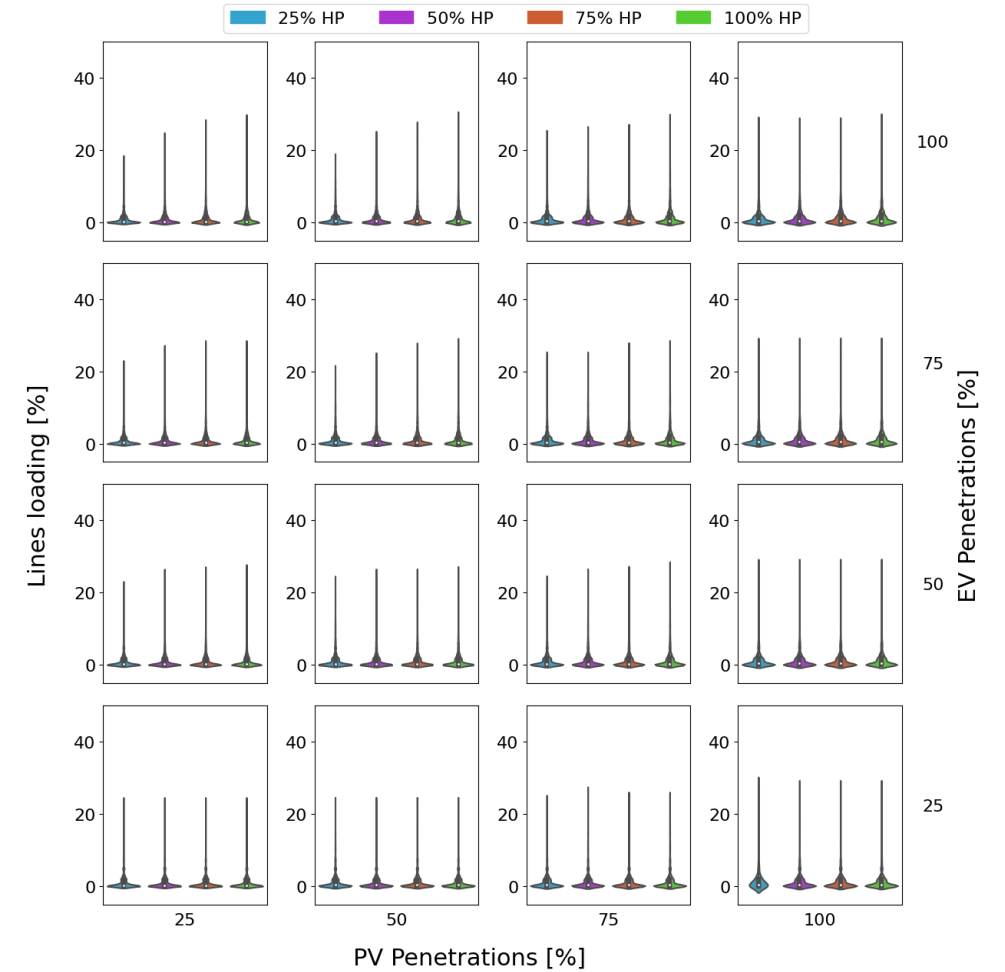 25% HP 50% HP 75% HP 100% HP
40 40 40 40
20 20 20 20 100
0 0 0 0
40 40 40 40
20 20 20 20 75
0 0 0 0
Lines loading [%]
EV Penetrations [%]
40 40 40 40
20 20 20 20 50
0 0 0 0
40 40 40 40
20 20 20 20 25
0 0 0 0
25 50 75 100
PV Penetrations [%]